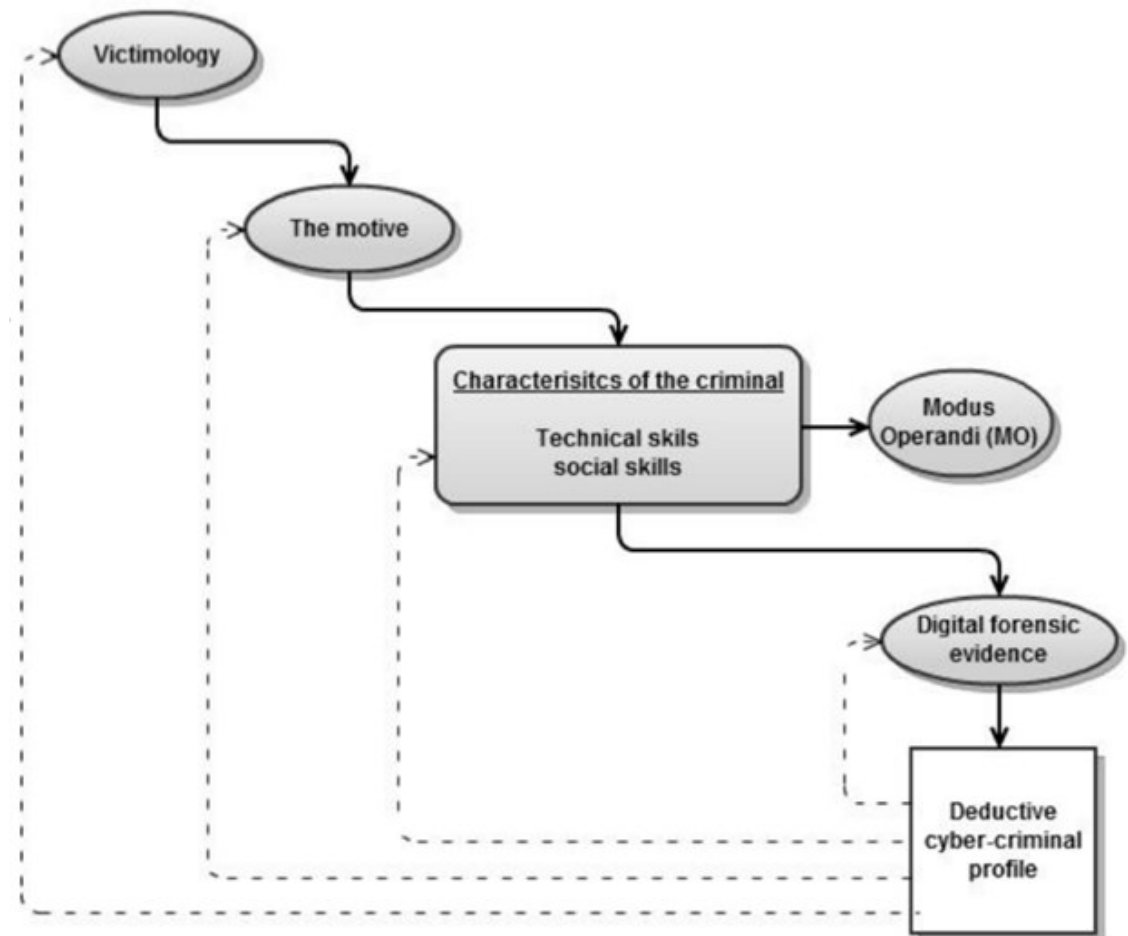 Victimology
The motive
Characterisitcs of the criminal
Technical skils
social skills
Modus
Operandi (MO)
Digital forensic
evidence
Deductive
cyber-criminal
profile